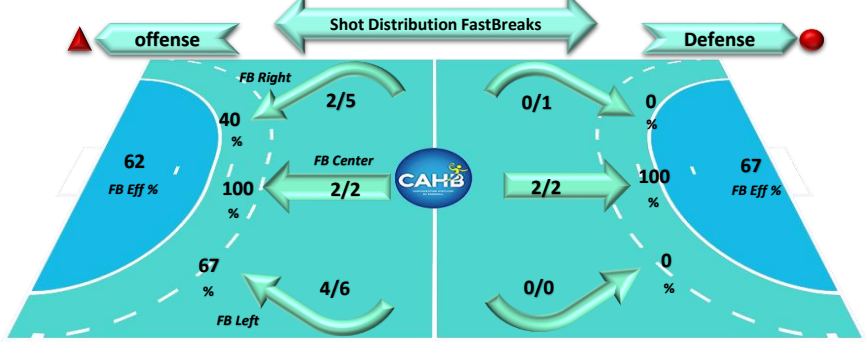 Shot Distribution FastBreaks
offense
Defense
FB Right
2/5
0/1
40
%
0
%
62
FB Eff %
FB Center
100
%
2/2
CAHB
2/2
100
%
67
FB Eff %
67
%
4/6
0/0
0
%
FB Left